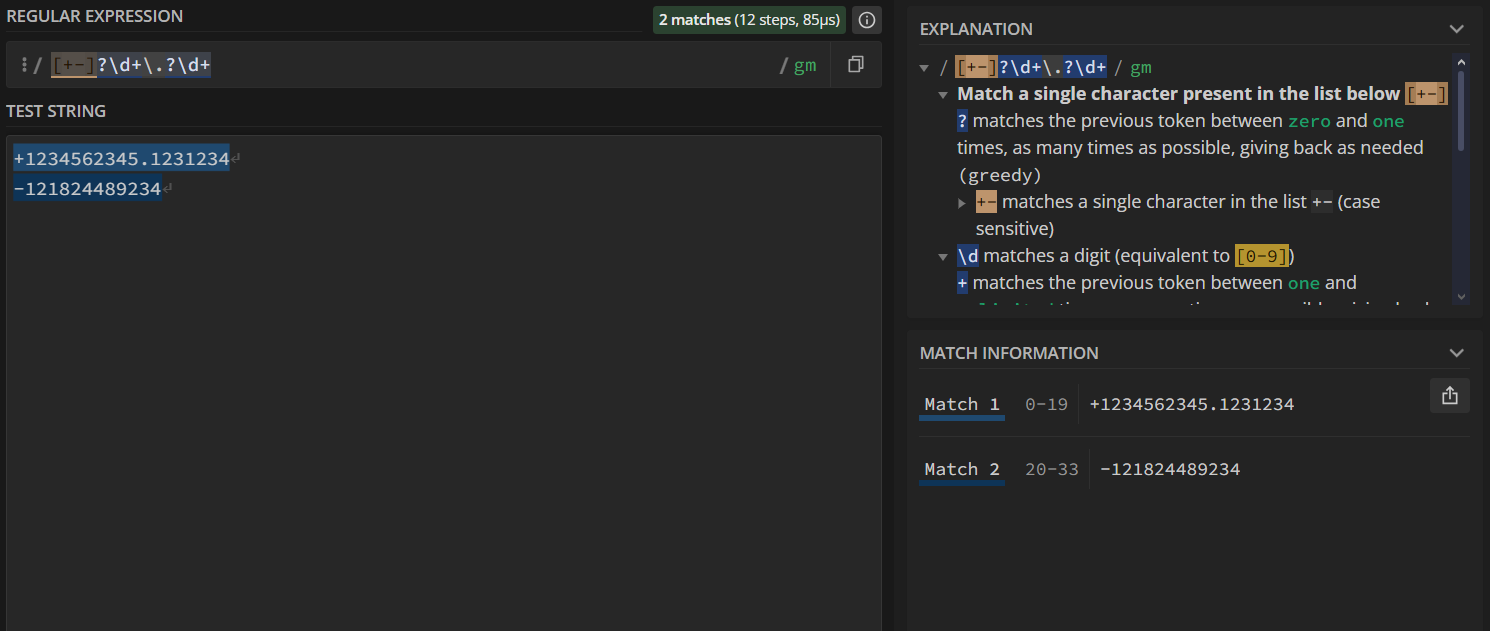 REGULAR EXPRESSION
2 matches (12 steps, 85µs)
/ [+-]?\d+\.?\d+ / gm
TEST STRING
+1234562345.1231234
-121824489234
EXPLANATION
/ [+-]?\d+\.?\d+ / gm
Match a single character present in the list below [+-]
? matches the previous token between zero and one
times, as many times as possible, giving back as needed
(greedy)
+- matches a single character in the list +- (case
sensitive)
\d matches a digit (equivalent to [0-9])
+ matches the previous token between one and
MATCH INFORMATION
Match 1 0-19 +1234562345.1231234
Match 2 20-33 -121824489234